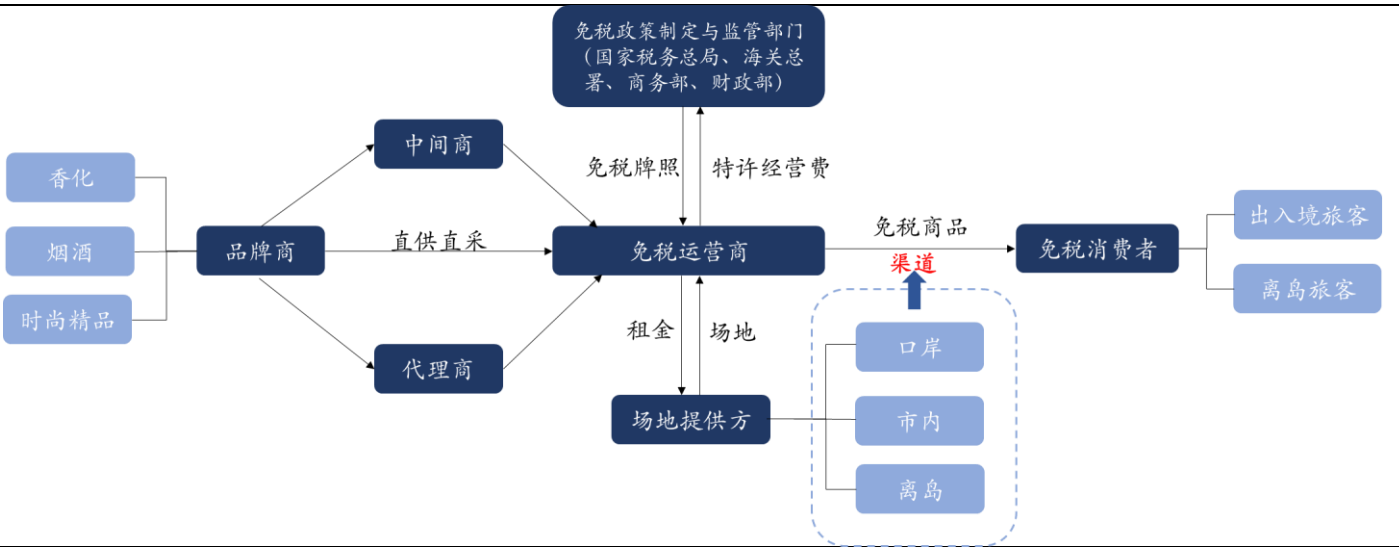 免税政策制定与监管部门
（国家税务总局、海关总
署、商务部、财政部）
中间商
免税牌照
特许经营费
香化
烟酒
时尚精品
品牌商
直供直采
免税运营商
免税商品
渠道
免税消费者
出入境旅客
离岛旅客
代理商
租金
场地
场地提供方
口岸
市内
离岛